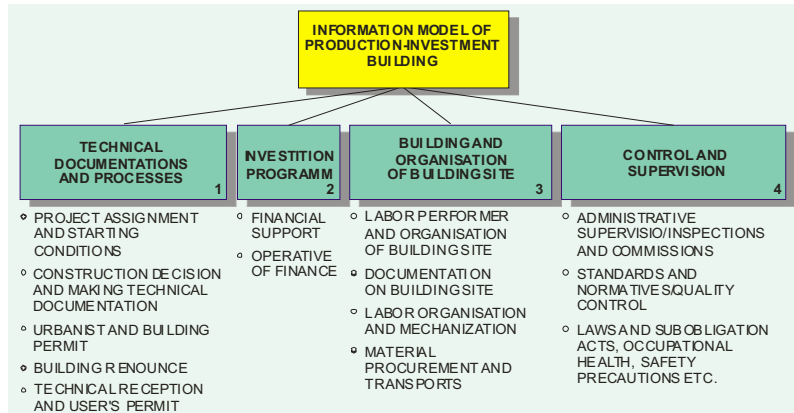 INFORMATION MODEL OF
PRODUCTION-INVESTMENT
BUILDING
TECHNICAL
DOCUMENTATIONS
AND PROCESSES
1
INVESTITION
PROGRAMM
2
BUILDING AND
ORGANISATION
OF BUILDING SITE
3
CONTROL AND
SUPERVISION
4
PROJECT ASSIGNMENT
AND STARTING
CONDITIONS
CONSTRUCTION DECISION
AND MAKING TECHNICAL
DOCUMENTATION
URBANIST AND BUILDING
PERMIT
BUILDING RENOUNCE
TECHNICAL RECEPTION
AND USER'S PERMIT
FINANCIAL
SUPPORT
OPERATIVE
OF FINANCE
LABOR PERFORMER
AND ORGANISATION
OF BUILDING SITE
DOCUMENTATION
ON BUILDING SITE
LABOR ORGANISATION
AND MECHANIZATION
MATERIAL
PROCUREMENT AND
TRANSPORTS
ADMINISTRATIVE
SUPERVISIO/INSPECTIONS
AND COMMISSIONS
STANDARDS AND
NORMATIVES/QUALITY
CONTROL
LAWS AND SUBOBLIGATION
ACTS, OCCUPATIONAL
HEALTH, SAFETY
PRECAUTIONS ETC.